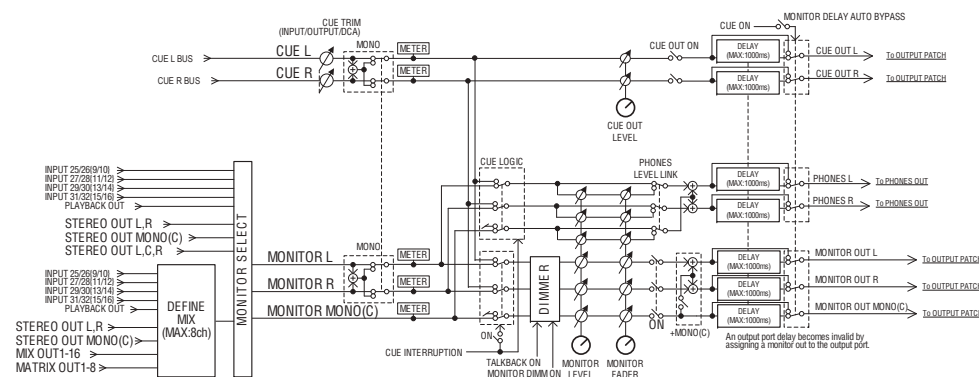 CUE TRIM
(INPUT/OUTPUT/DCA)
MONO
CUE ON
MONITOR DELAY AUTO BYPASS
CUE L BUS
CUE L
METER
CUE OUT ON
DELAY
(MAX:1000ms)
CUE OUT L
To OUTPUT PATCH
CUE R BUS
CUE R
METER
DELAY
(MAX:1000ms)
CUE OUT R
To OUTPUT PATCH
CUE OUT
LEVEL
INPUT 25/26(9/10)
INPUT 27/28(11/12)
INPUT 29/30(13/14)
INPUT 31/32(15/16)
PLAYBACK OUT
STEREO OUT L,R
STEREO OUT MONO(C)
STEREO OUT L,C,R
INPUT 25/26(9/10)
INPUT 27/28(11/12)
INPUT 29/30(13/14)
INPUT 31/32(15/16)
PLAYBACK OUT
STEREO OUT L,R
STEREO OUT MONO(C)
MIX OUT1-16
MATRIX OUT1-8
DEFINE
MIX
(MAX:8ch)
MONITOR SELECT
CUE LOGIC
PHONES
LEVEL LINK
DELAY
(MAX:1000ms)
PHONES L
To PHONES OUT
DELAY
(MAX:1000ms)
PHONES R
To PHONES OUT
MONO
MONITOR L
METER
MONITOR R
METER
MONITOR MONO(C)
METER
DIMMER
DELAY
(MAX:1000ms)
MONITOR OUT L
To OUTPUT PATCH
DELAY
(MAX:1000ms)
MONITOR OUT R
To OUTPUT PATCH
DELAY
(MAX:1000ms)
MONITOR OUT MONO(C)
To OUTPUT PATCH
ON
ON
+MONO(C)
An output port delay becomes invalid by
assigning a monitor out to the output port.
CUE INTERRUPTION
TALKBACK ON
MONITOR DIMM ON
MONITOR
LEVEL
MONITOR
FADER